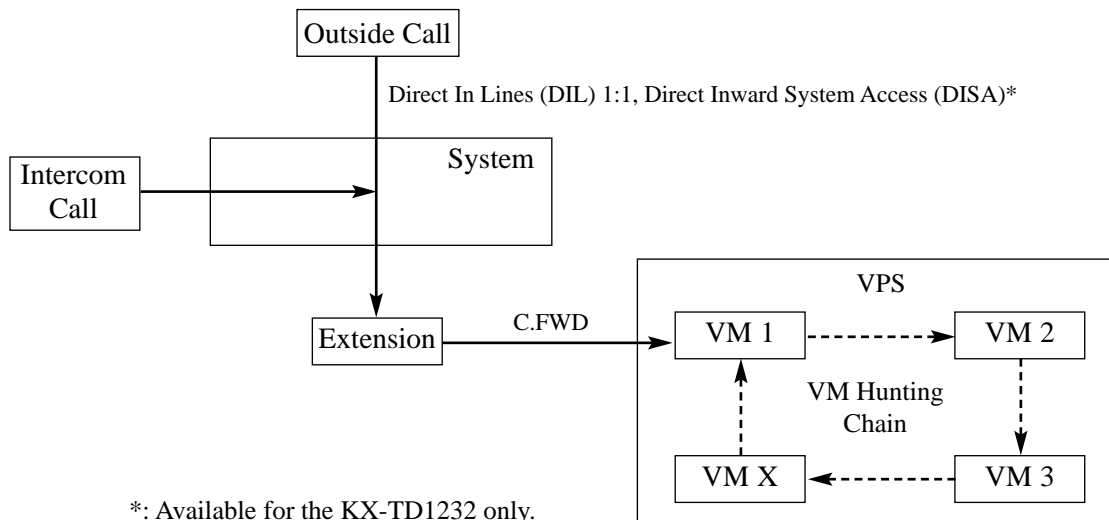 Outside Call
Direct In Lines (DIL) 1:1, Direct Inward System Access (DISA)*
System
Intercom
Call
Extension
C.FWD
VPS
VM 1
VM 2
VM Hunting
Chain
VM X
VM 3
*: Available for the KX-TD1232 only.